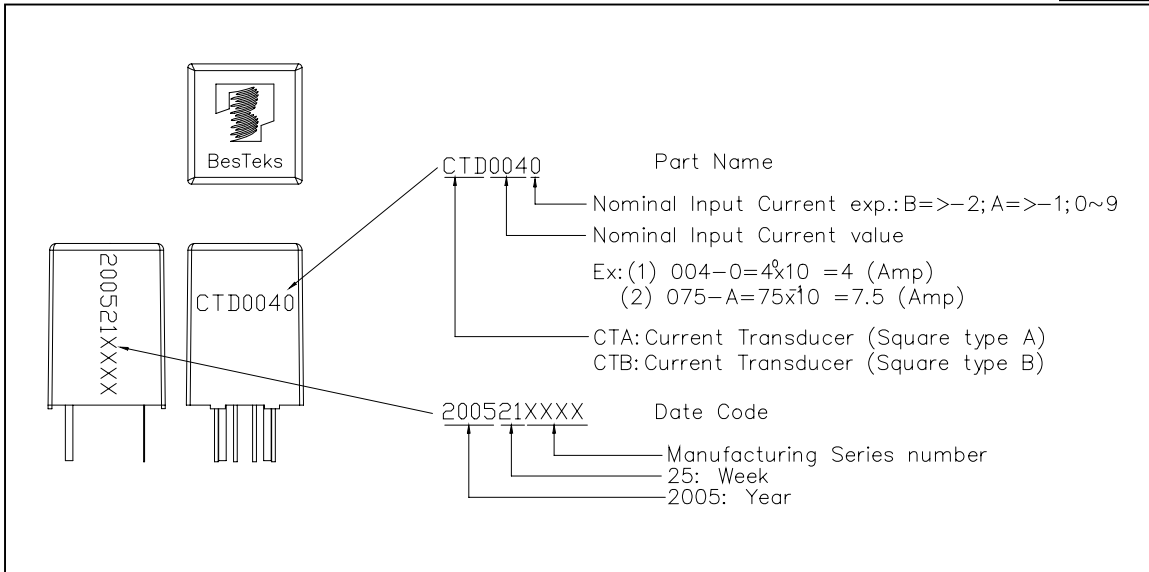 BesTeks
CTD0040 Part Name
Nominal Input Current exp.:B=>-2;A=>-1;0~9
Nominal Input Current value
Ex:(1) 004-0=4x10⁰ =4 (Amp)
(2) 075-A=75x10⁻¹ =7.5 (Amp)
CTA:Current Transducer (Square type A)
CTB:Current Transducer (Square type B)
200521XXXX
CTD0040
200521XXXX Date Code
Manufacturing Series number
25: Week
2005: Year